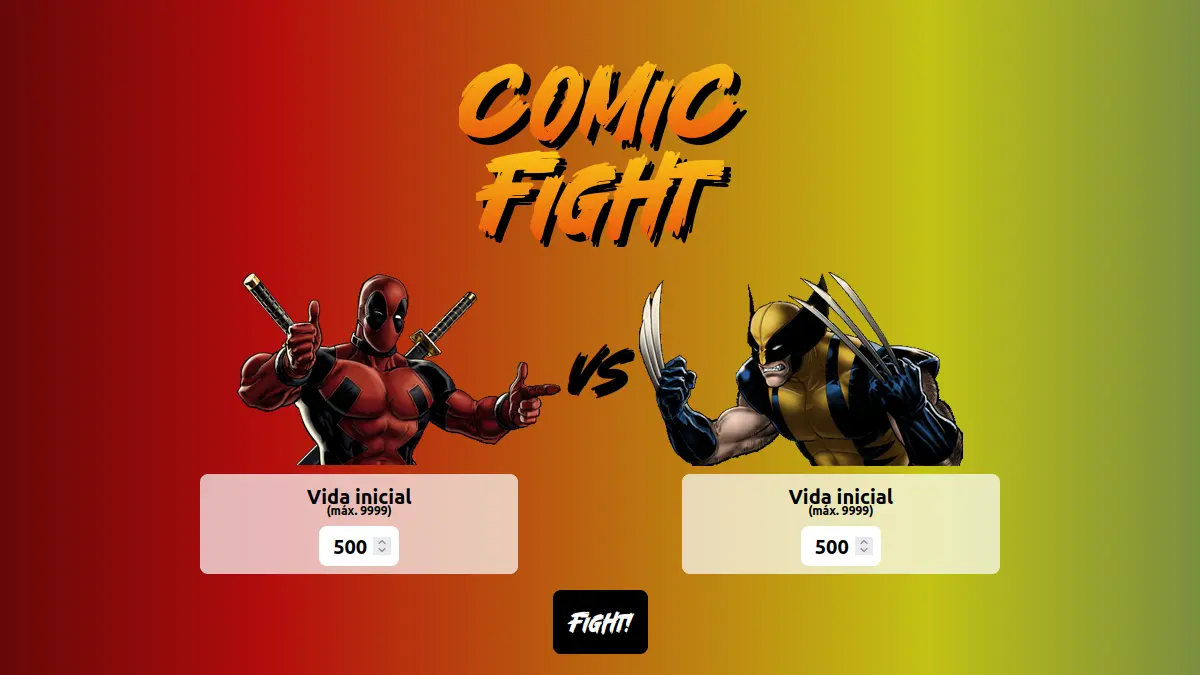 COMIC
FIGHT
VS
Vida inicial
(máx. 9999)
500
Vida inicial
(máx. 9999)
500
FIGHT!